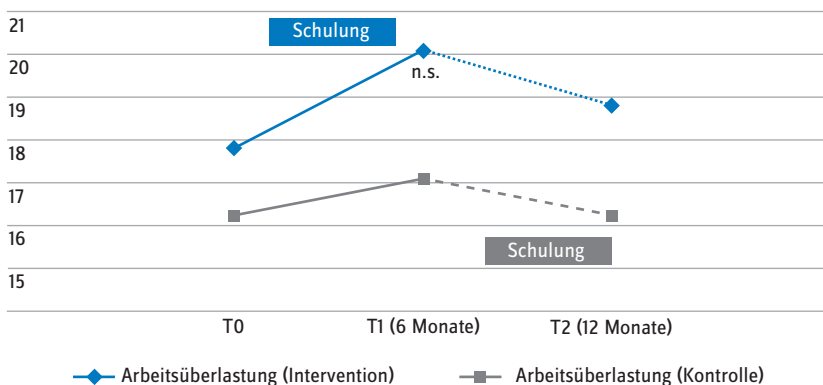 21
Schulung
20
n.s.
19
18
17
16
Schulung
15
T0 T1 (6 Monate) T2 (12 Monate)
Arbeitsüberlastung (Intervention) Arbeitsüberlastung (Kontrolle)